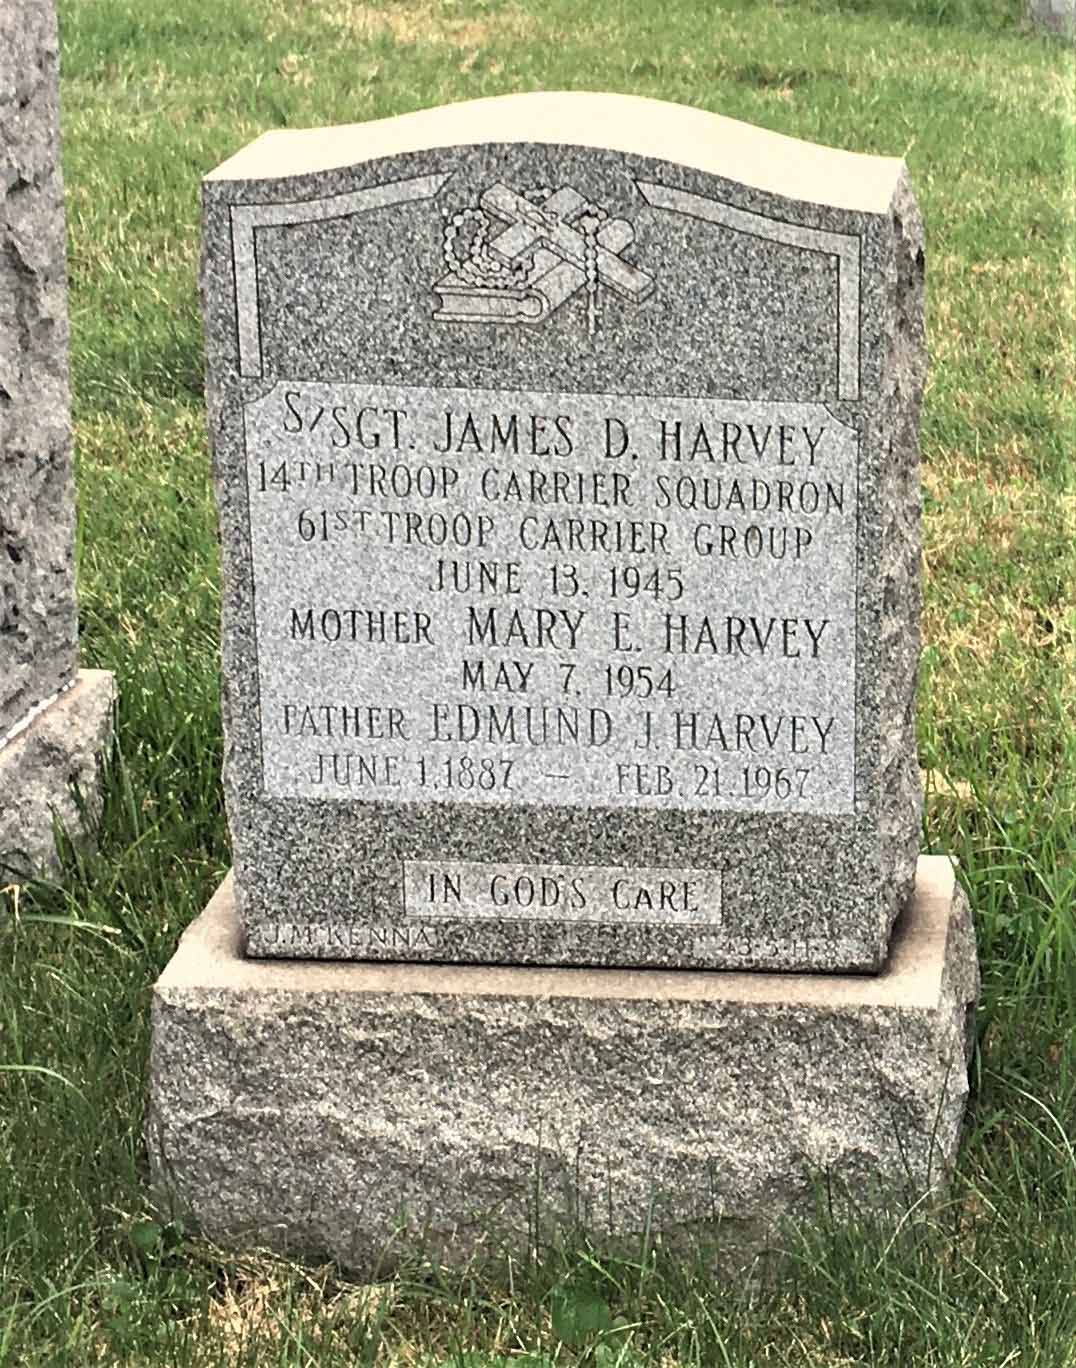 S/SGT. JAMES D. HARVEY
14TH TROOP CARRIER SQUADRON
61ST TROOP CARRIER GROUP
JUNE 13, 1945
MOTHER MARY E. HARVEY
MAY 7, 1954
FATHER EDMUND J. HARVEY
JUNE 1, 1887 — FEB. 21. 1967
IN GOD'S CARE
J. McKENNA